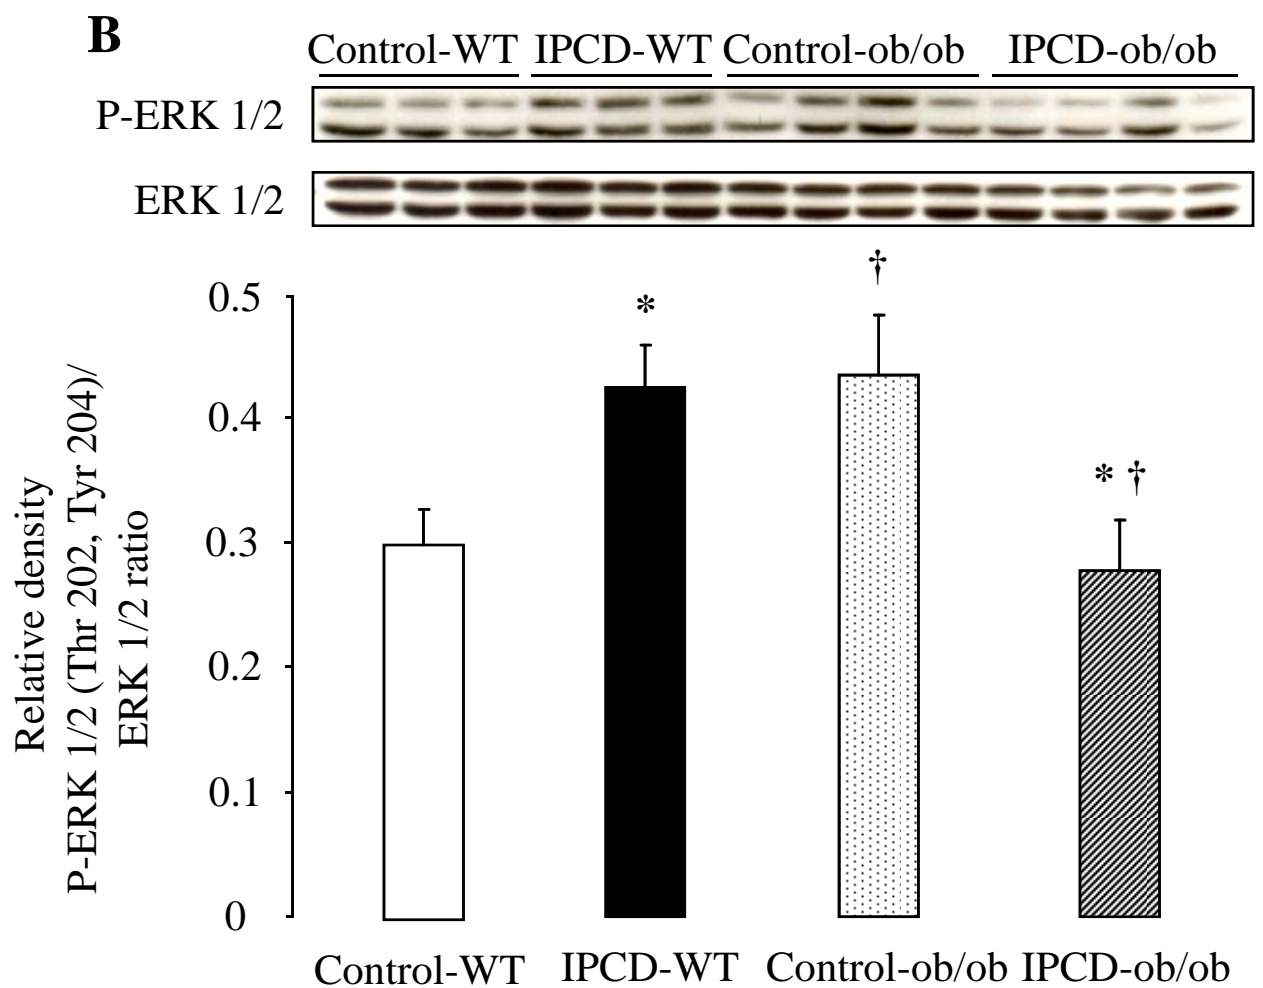 B
Control-WT IPCD-WT Control-ob/ob IPCD-ob/ob
P-ERK 1/2
ERK 1/2
Relative density
P-ERK 1/2 (Thr 202, Tyr 204)/
ERK 1/2 ratio
0.5
0.4
0.3
0.2
0.1
0
*
†
* †
Control-WT IPCD-WT Control-ob/ob IPCD-ob/ob